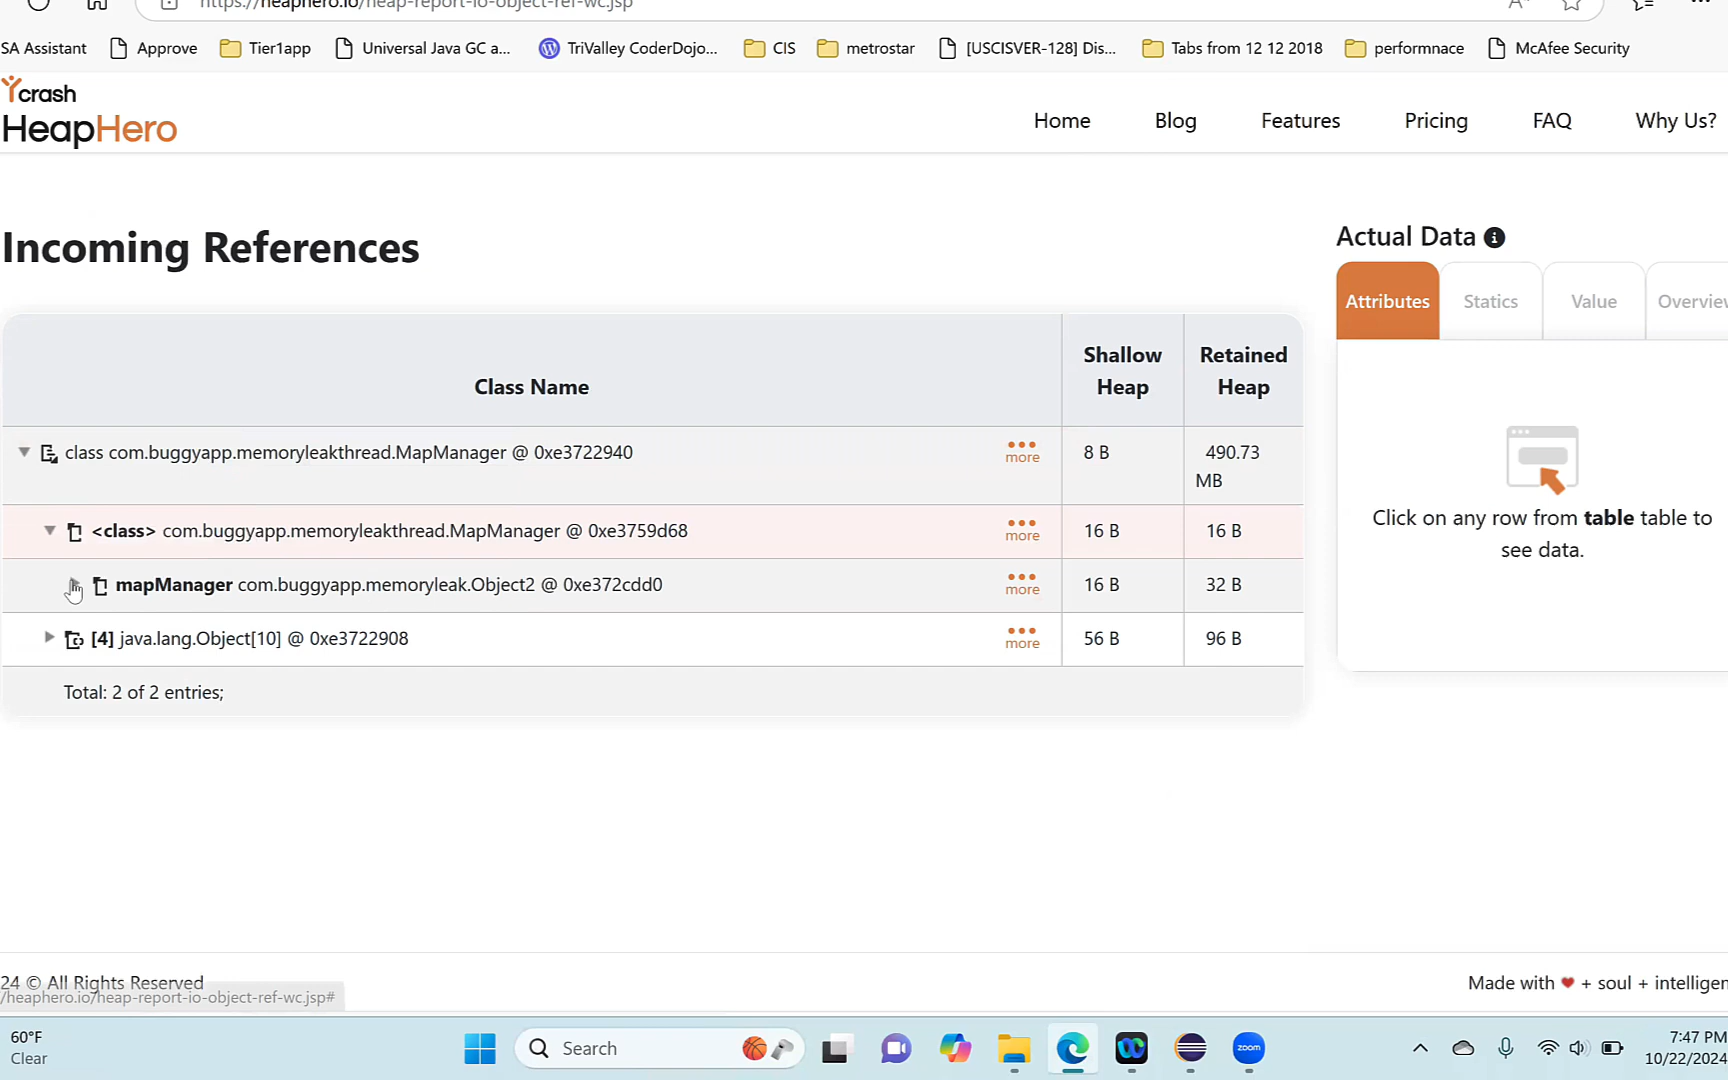 https://heaphero.io/heap-report-io-object-ref-wc.jsp
SA Assistant Approve Tier1app Universal Java GC a... TriValley CoderDojo... CIS metrostar [USCISVER-128] Dis... Tabs from 12 12 2018 performnace McAfee Security
Ycrash
HeapHero
Home Blog Features Pricing FAQ Why Us?
Incoming References
Actual Data
Attributes Statics Value Overview
Class Name Shallow Heap Retained Heap
class com.buggyapp.memoryleakthread.MapManager @ 0xe3722940 more 8 B 490.73 MB
<class> com.buggyapp.memoryleakthread.MapManager @ 0xe3759d68 more 16 B 16 B
mapManager com.buggyapp.memoryleak.Object2 @ 0xe372cdd0 more 16 B 32 B
[4] java.lang.Object[10] @ 0xe3722908 more 56 B 96 B
Total: 2 of 2 entries;
Click on any row from table table to
see data.
24 © All Rights Reserved
Made with ❤ + soul + intelligen
/heaphero.io/heap-report-io-object-ref-wc.jsp#
60°F
Clear
Search
zoom
7:47 PM
10/22/2024